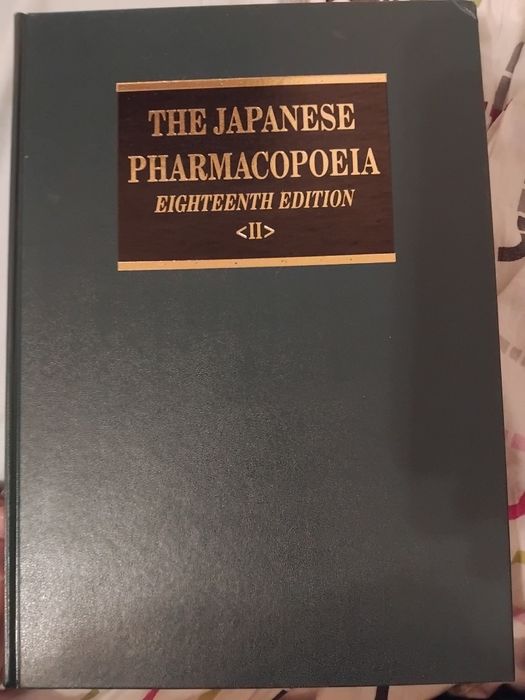 THE JAPANESE
PHARMACOPOEIA
EIGHTEENTH EDITION
<II>